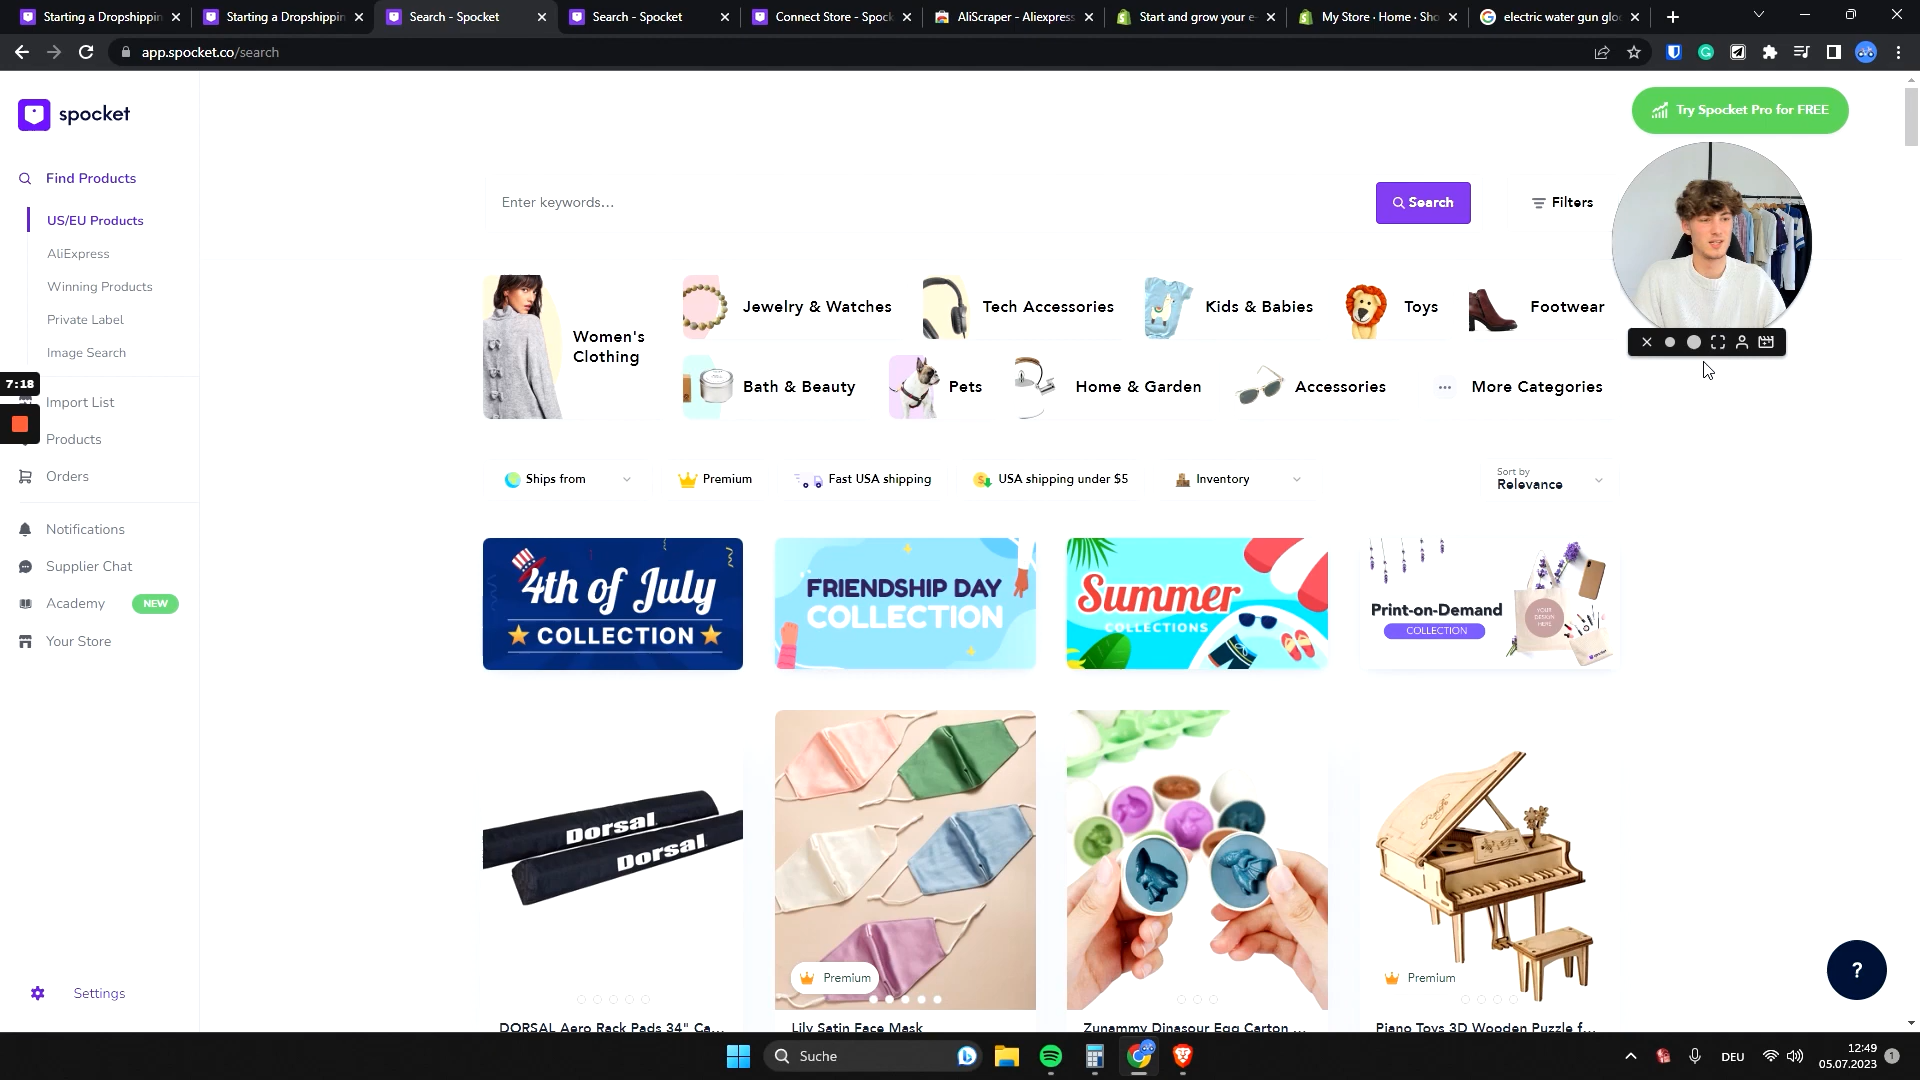 Starting a Dropshippin
Starting a Dropshippin
Search - Spocket
Search - Spocket
Connect Store - Spock
AliScraper - Aliexpress
Start and grow your e
My Store · Home · Sho
electric water gun glo
app.spocket.co/search
spocket
Try Spocket Pro for FREE
Find Products
US/EU Products
AliExpress
Winning Products
Private Label
Image Search
7:18
Import List
Products
Orders
Notifications
Supplier Chat
Academy
NEW
Your Store
Settings
Enter keywords...
Search
Filters
Women's
Clothing
Jewelry & Watches
Tech Accessories
Kids & Babies
Toys
Footwear
Bath & Beauty
Pets
Home & Garden
Accessories
More Categories
Ships from
Premium
Fast USA shipping
USA shipping under $5
Inventory
Sort by
Relevance
4th of July
COLLECTION
FRIENDSHIP DAY
COLLECTION
Summer
COLLECTIONS
Print-on-Demand
COLLECTION
YOUR
DESIGN
HERE
Dorsal
Dorsal
Premium
Premium
?
DORSAL Aero Rack Pads 34" Ca...
Lily Satin Face Mask
Zunammy Dinasour Egg Carton ...
Piano Toys 3D Wooden Puzzle f...
Suche
DEU
12:49
05.07.2023
1